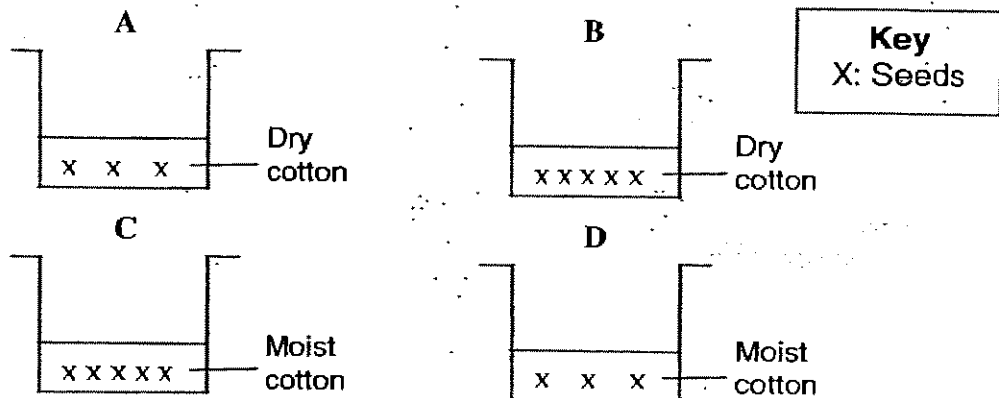 A
B
Key
X: Seeds
Dry
cotton
x x x
Dry
cotton
x x x x x
C
D
Moist
cotton
x x x x x
Moist
cotton
x x x